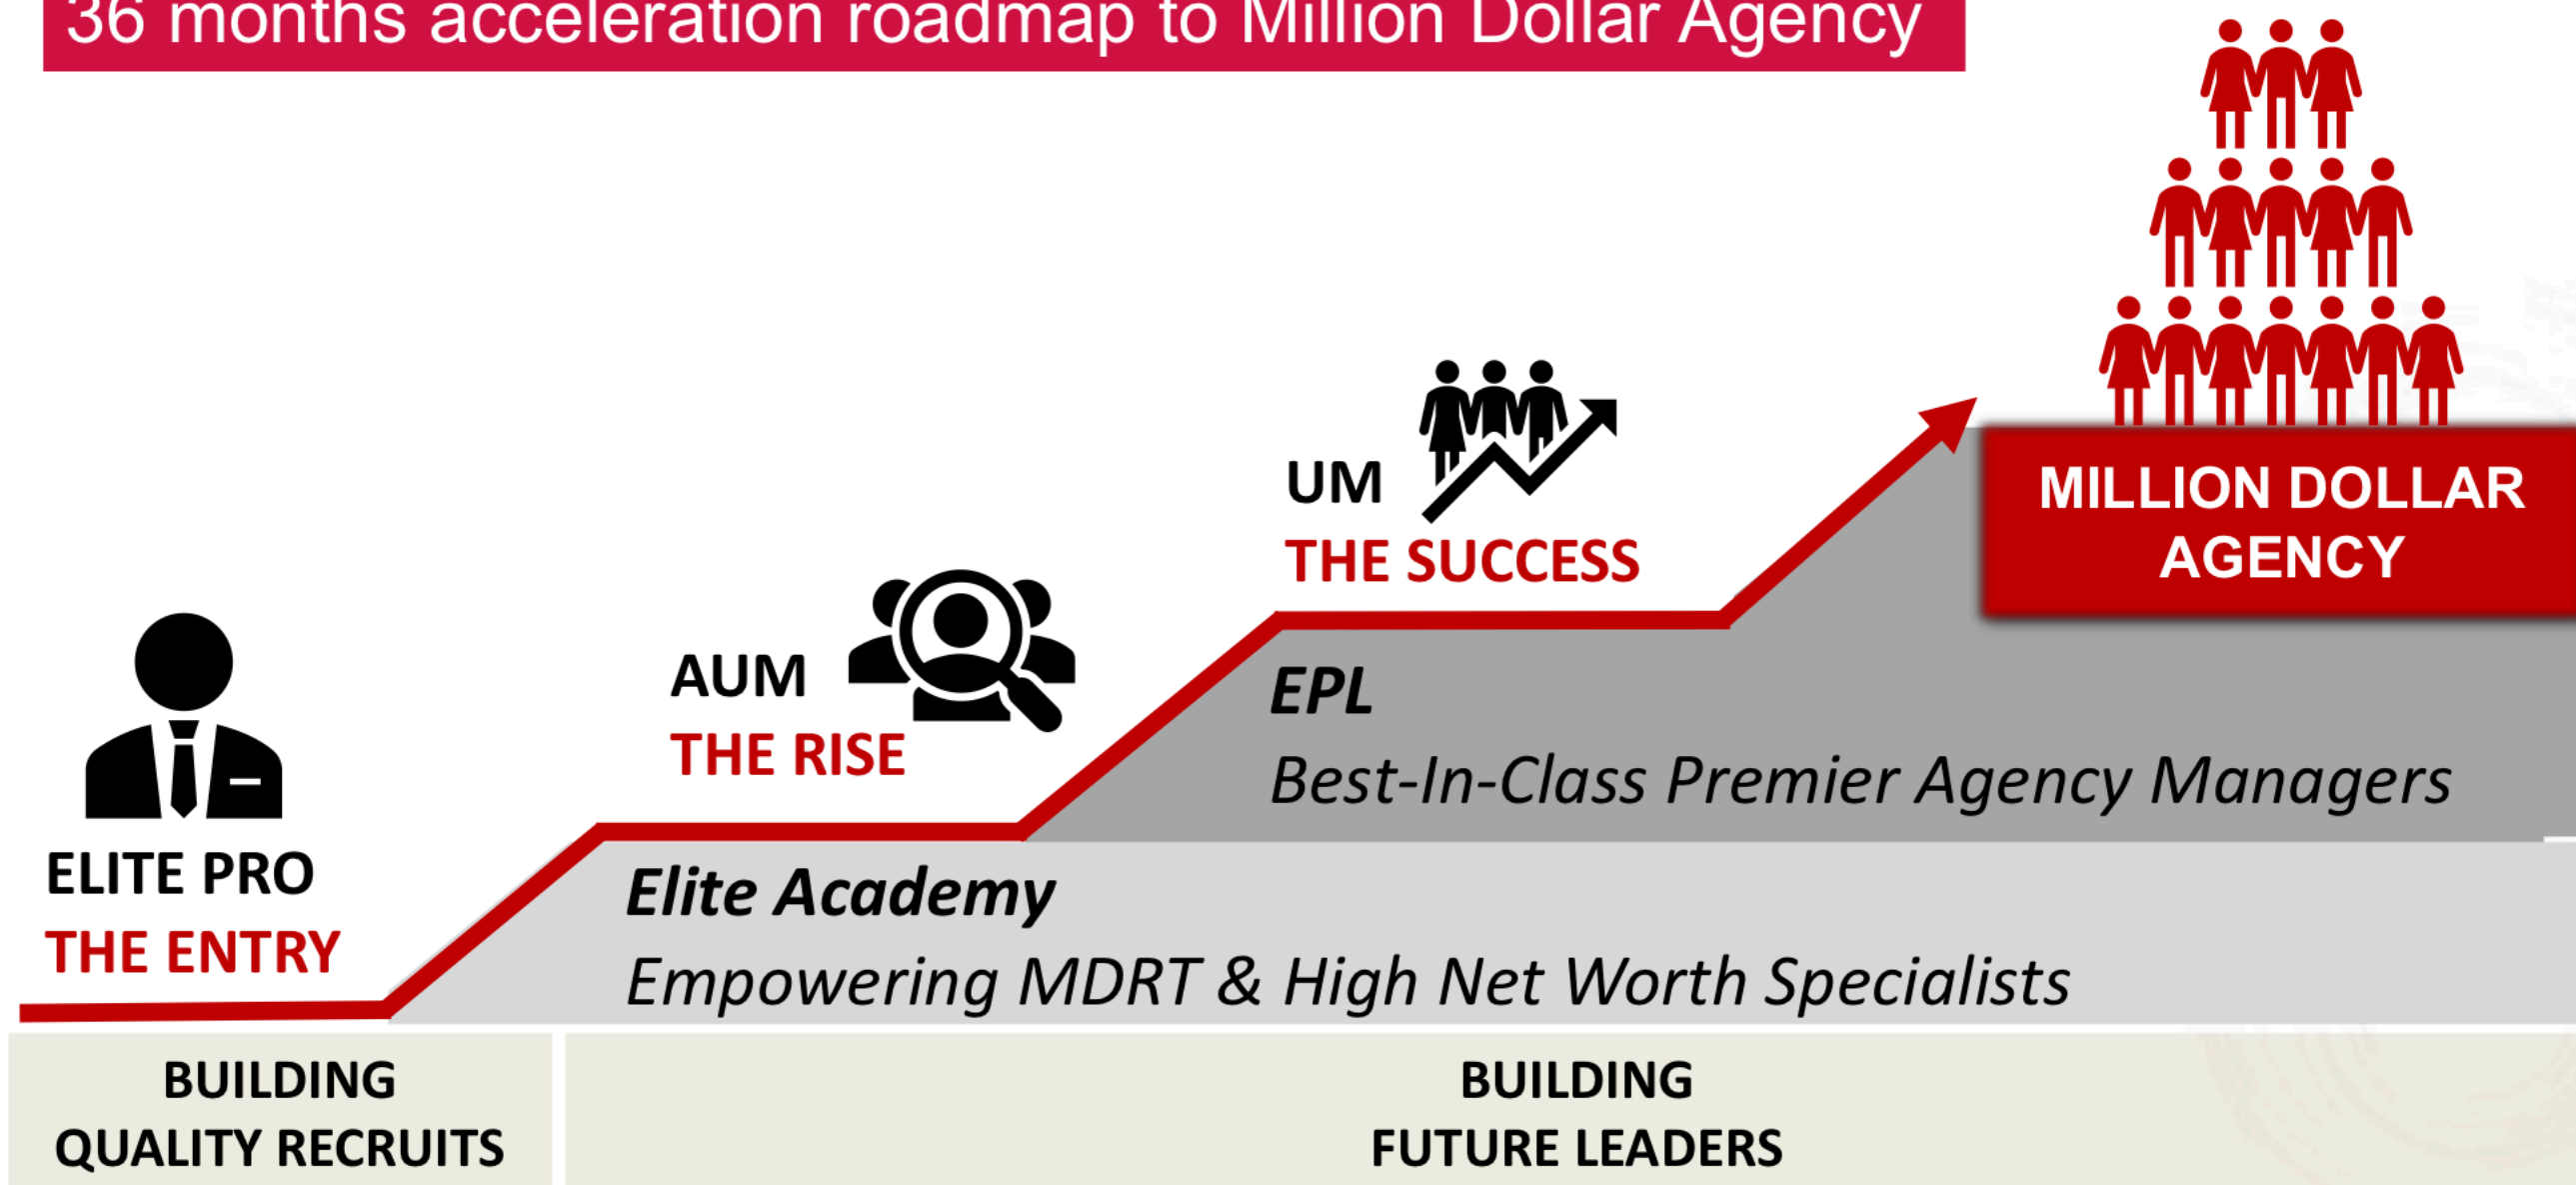 36 months acceleration roadmap to Million Dollar Agency
UM
THE SUCCESS
MILLION DOLLAR
AGENCY
AUM
THE RISE
EPL
Best-In-Class Premier Agency Managers
ELITE PRO
THE ENTRY
Elite Academy
Empowering MDRT & High Net Worth Specialists
BUILDING
QUALITY RECRUITS
BUILDING
FUTURE LEADERS